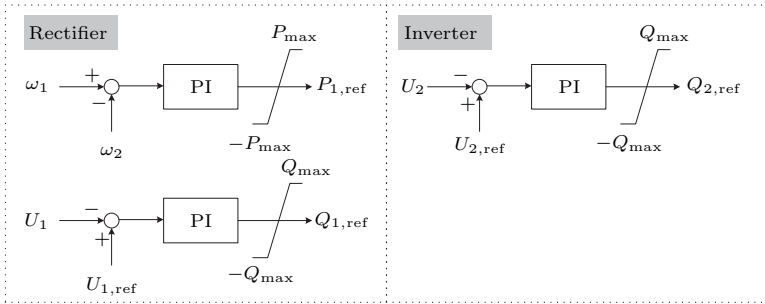 Rectifier
P_max
ω_1
+
−
PI
P_1,ref
ω_2
−P_max
U_1
−
+
PI
Q_max
Q_1,ref
U_1,ref
−Q_max
Inverter
Q_max
U_2
−
+
PI
Q_2,ref
U_2,ref
−Q_max